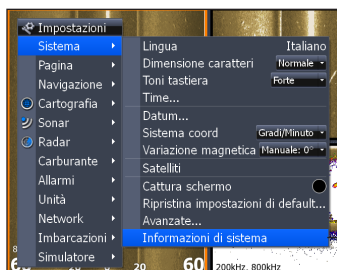 Impostazioni
Sistema
Pagina
Navigazione
Cartografia
Sonar
Radar
Carburante
Allarmi
Unità
Network
Imbarcazioni
Simulatore
Lingua Italiano
Dimensione caratteri Normale
Toni tastiera Forte
Time...
Datum...
Sistema coord Gradi/Minuto
Variazione magnetica Manuale: 0°
Satelliti
Cattura schermo
Ripristina impostazioni di default...
Avanzate...
Informazioni di sistema
20
60
200kHz, 800kHz